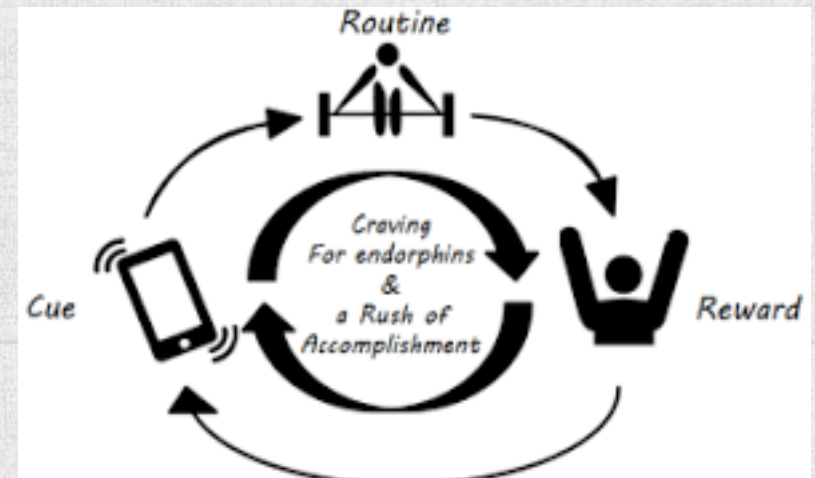 Routine
Craving
For endorphins
&
a Rush of
Accomplishment
Cue
Reward